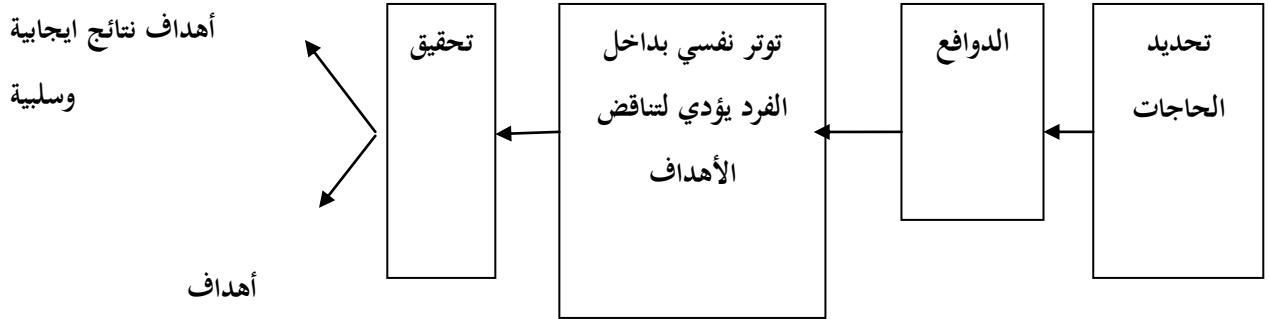 تحديد
الحاجات
الدوافع
توتر نفسي بداخل
الفرد يؤدي لتناقض
الأهداف
تحقيق
أهداف نتائج ايجابية
وسلبية
أهداف